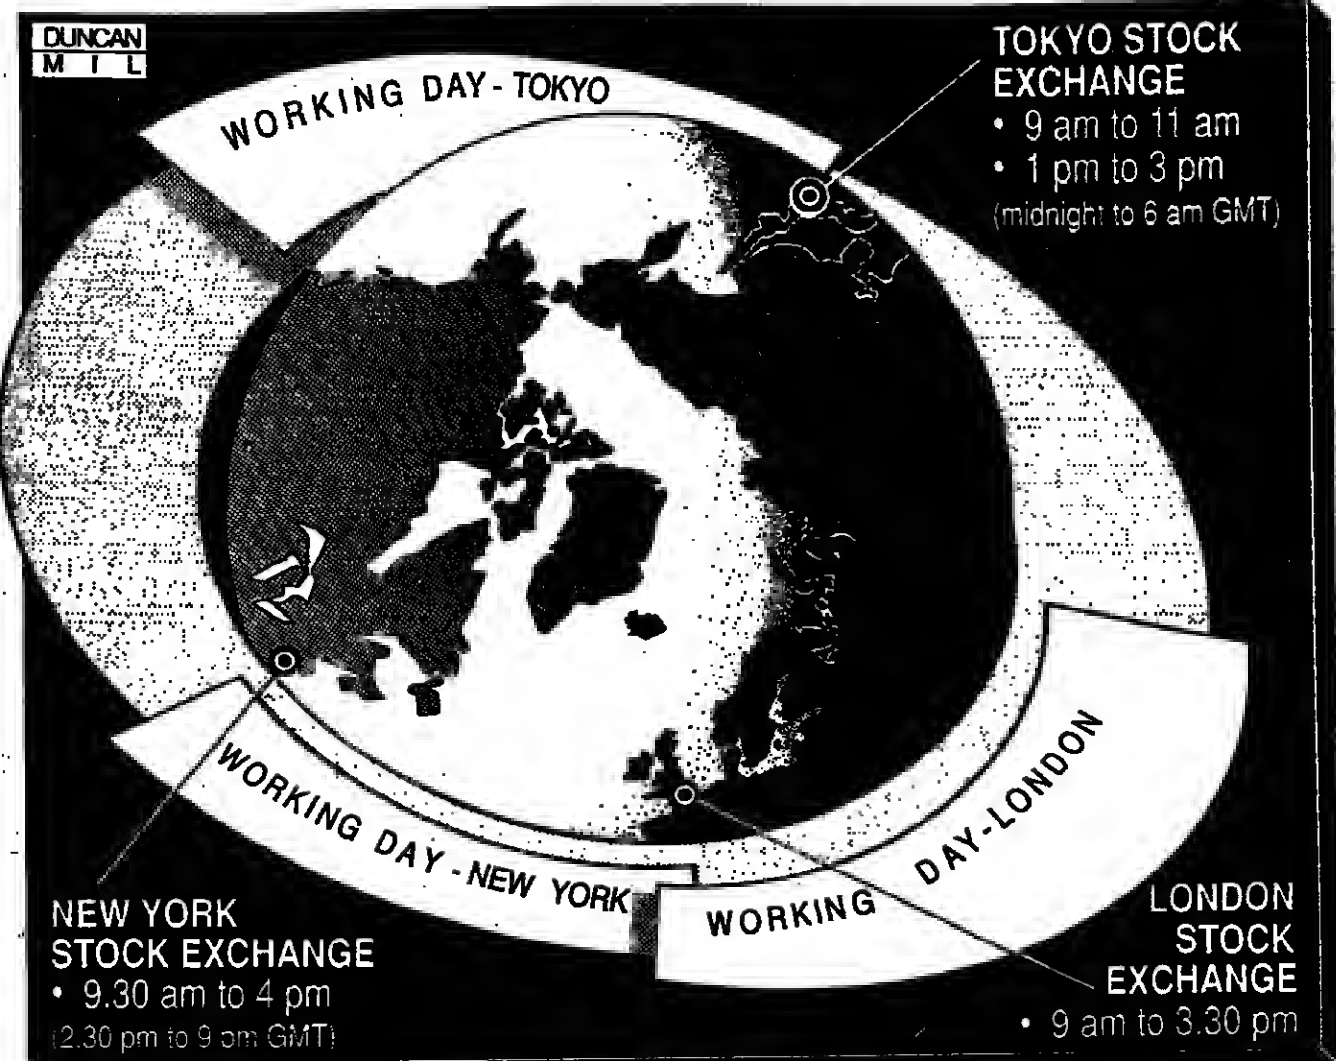 DUNCAN
M I L
WORKING DAY - TOKYO
TOKYO STOCK
EXCHANGE
• 9 am to 11 am
• 1 pm to 3 pm
(midnight to 6 am GMT)
WORKING DAY - NEW YORK
WORKING DAY - LONDON
NEW YORK
STOCK EXCHANGE
• 9.30 am to 4 pm
(2.30 pm to 9 pm GMT)
LONDON
STOCK
EXCHANGE
• 9 am to 3.30 pm